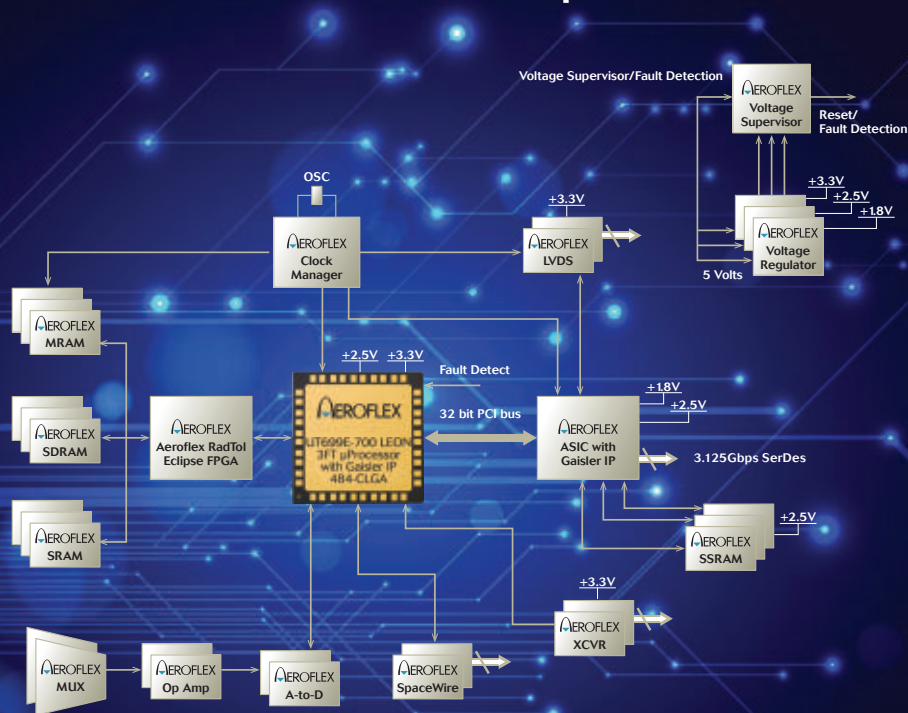 Voltage Supervisor/Fault Detection
AEROFLEX
Voltage
Supervisor
Reset/
Fault Detection
+3.3V
+2.5V
+1.8V
AEROFLEX
Voltage
Regulator
5 Volts
OSC
AEROFLEX
Clock
Manager
+3.3V
AEROFLEX
LVDS
AEROFLEX
MRAM
AEROFLEX
SDRAM
AEROFLEX
SRAM
AEROFLEX
Aeroflex RadTol
Eclipse FPGA
+2.5V
+3.3V
Fault Detect
AEROFLEX
UT699E-700 LEON
3FT µProcessor
with Gaisler IP
484-CLGA
32 bit PCI bus
AEROFLEX
ASIC with
Gaisler IP
+1.8V
+2.5V
3.125Gbps SerDes
+2.5V
AEROFLEX
SSRAM
+3.3V
AEROFLEX
XCVR
AEROFLEX
MUX
AEROFLEX
Op Amp
AEROFLEX
A-to-D
AEROFLEX
SpaceWire